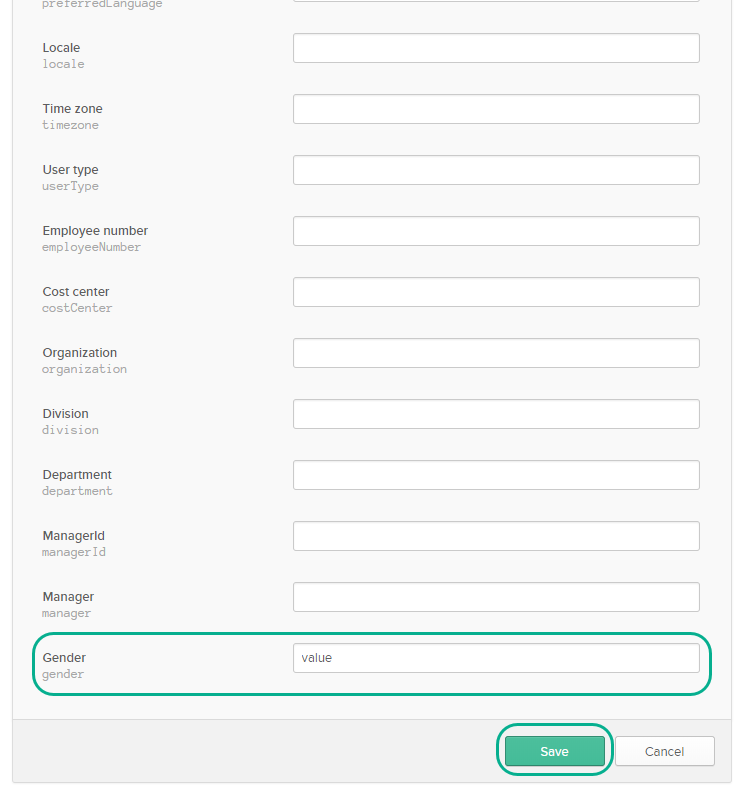 preferredLanguage
Locale
locale
Time zone
timezone
User type
userType
Employee number
employeeNumber
Cost center
costCenter
Organization
organization
Division
division
Department
department
ManagerId
managerId
Manager
manager
Gender
value
gender
Save
Cancel